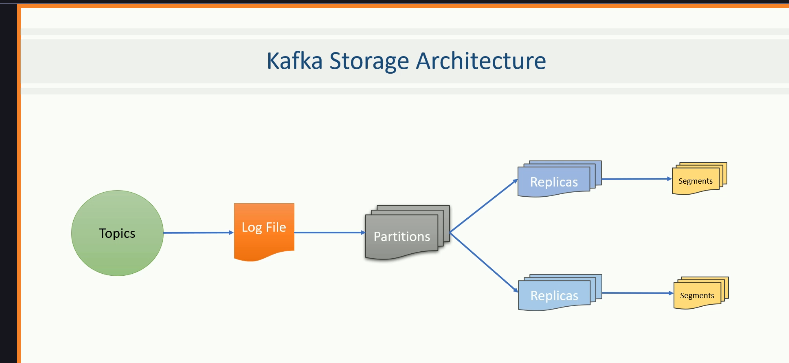 Kafka Storage Architecture
Topics
Log File
Partitions
Replicas
Segments
Replicas
Segments